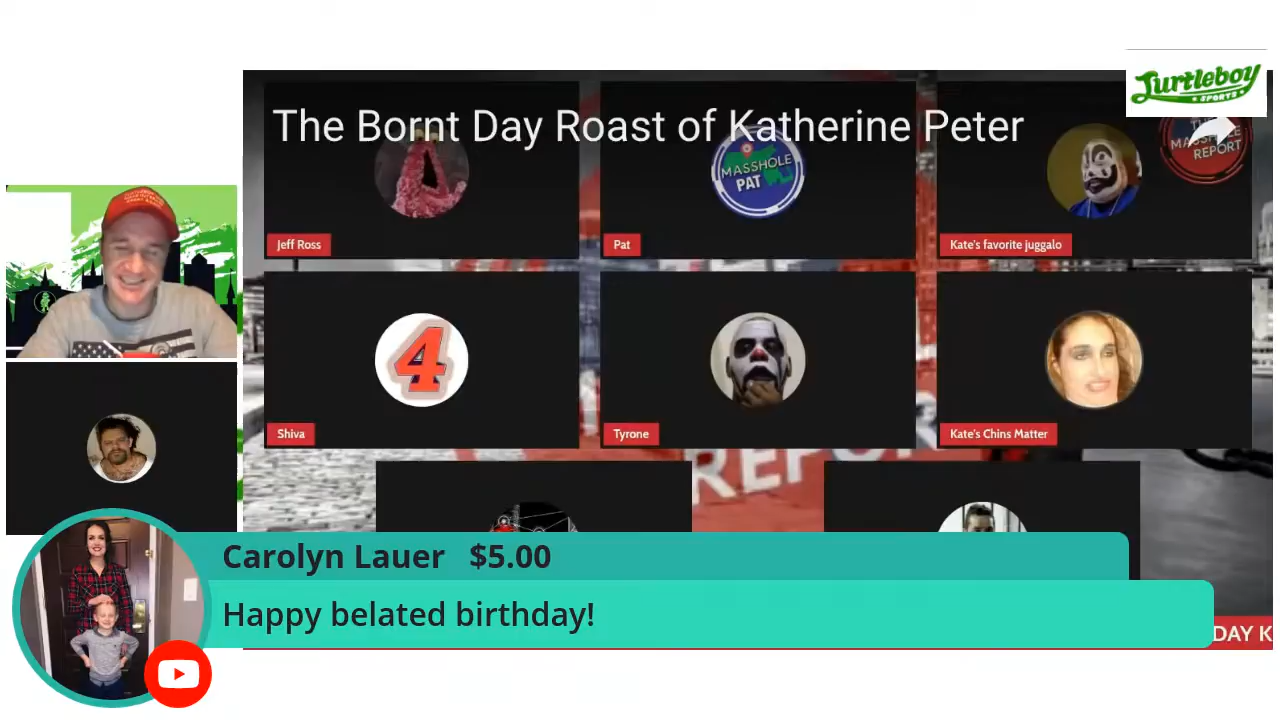 Turtleboy
SPORTS
The Bornt Day Roast of Katherine Peter
MASSHOLE
PAT
THE
MASSHOLE
REPORT
Jeff Ross
Pat
Kate's favorite juggalo
4
Shiva
Tyrone
Kate's Chins Matter
REPORT
Carolyn Lauer $5.00
Happy belated birthday!
DAY K